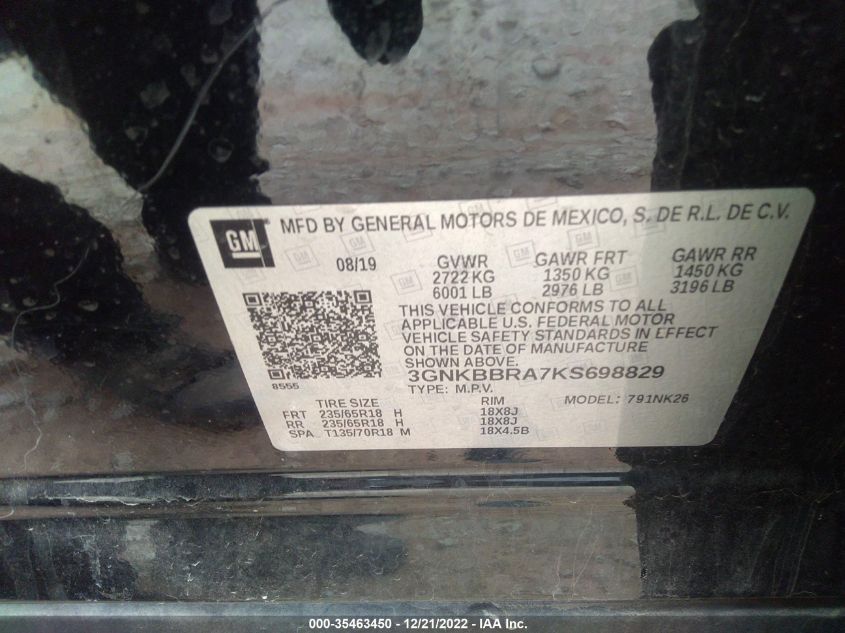 GM
MFD BY GENERAL MOTORS DE MEXICO, S. DE R.L. DE C.V.
08/19
GVWR GAWR FRT GAWR RR
2722 KG 1350 KG 1450 KG
6001 LB 2976 LB 3196 LB
THIS VEHICLE CONFORMS TO ALL
APPLICABLE U.S. FEDERAL MOTOR
VEHICLE SAFETY STANDARDS IN EFFECT
ON THE DATE OF MANUFACTURE
SHOWN ABOVE.
8555
3GNKBBRA7KS698829
TYPE: M.P.V. MODEL: 791NK26
TIRE SIZE RIM
FRT 235/65R18 H 18X8J
RR 235/65R18 H 18X8J
SPA T135/70R18 M 18X4.5B
000-35463450 - 12/21/2022 - IAA Inc.